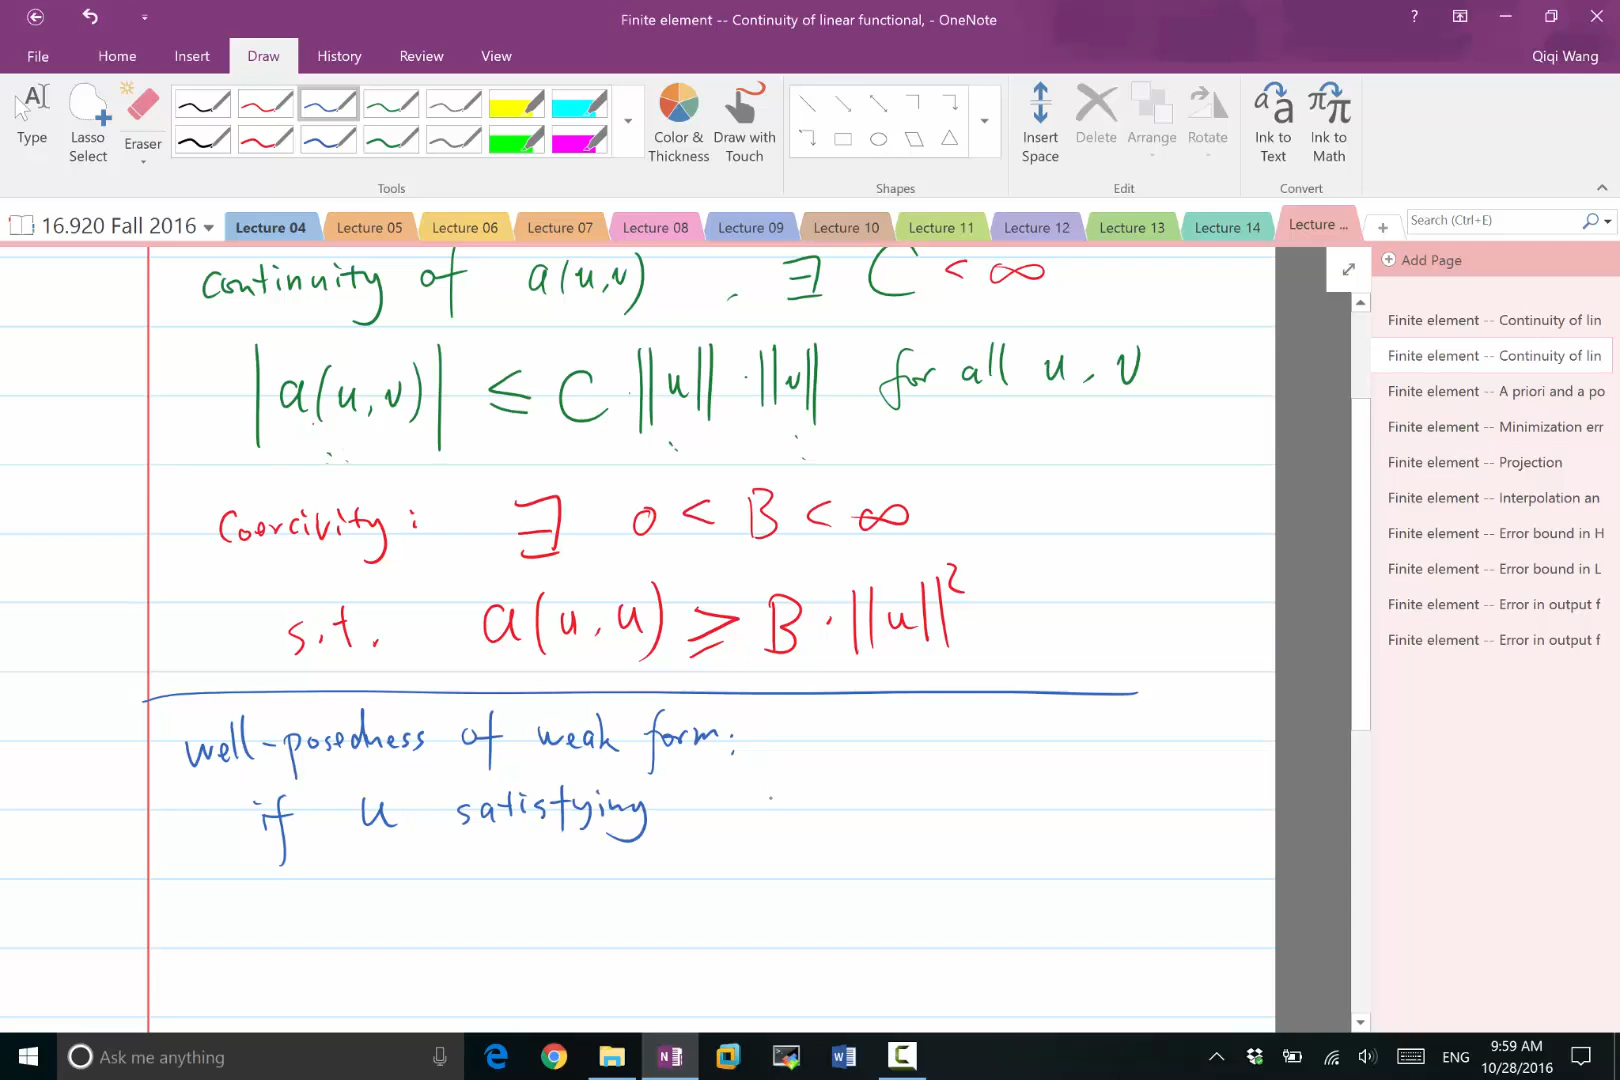 Finite element -- Continuity of linear functional, - OneNote
?
File Home Insert Draw History Review View
Qiqi Wang
Type
Lasso Select
Eraser
Color & Thickness
Draw with Touch
Insert Space
Delete
Arrange
Rotate
Ink to Text
Ink to Math
Tools
Shapes
Edit
Convert
16.920 Fall 2016
Lecture 04 Lecture 05 Lecture 06 Lecture 07 Lecture 08 Lecture 09 Lecture 10 Lecture 11 Lecture 12 Lecture 13 Lecture 14 Lecture ...
Search (Ctrl+E)
Add Page
Finite element -- Continuity of lin
Finite element -- Continuity of lin
Finite element -- A priori and a po
Finite element -- Minimization err
Finite element -- Projection
Finite element -- Interpolation an
Finite element -- Error bound in H
Finite element -- Error bound in L
Finite element -- Error in output f
Finite element -- Error in output f
continuity of a(u,v) , ∃ C < ∞
|a(u,v)| ≤ C ||u|| · ||v|| for all u, v
Coercivity: ∃ 0 < B < ∞
s.t. a(u,u) ≥ B · ||u||²
well-posedness of weak form:
if u satisfying
Ask me anything
ENG
9:59 AM
10/28/2016